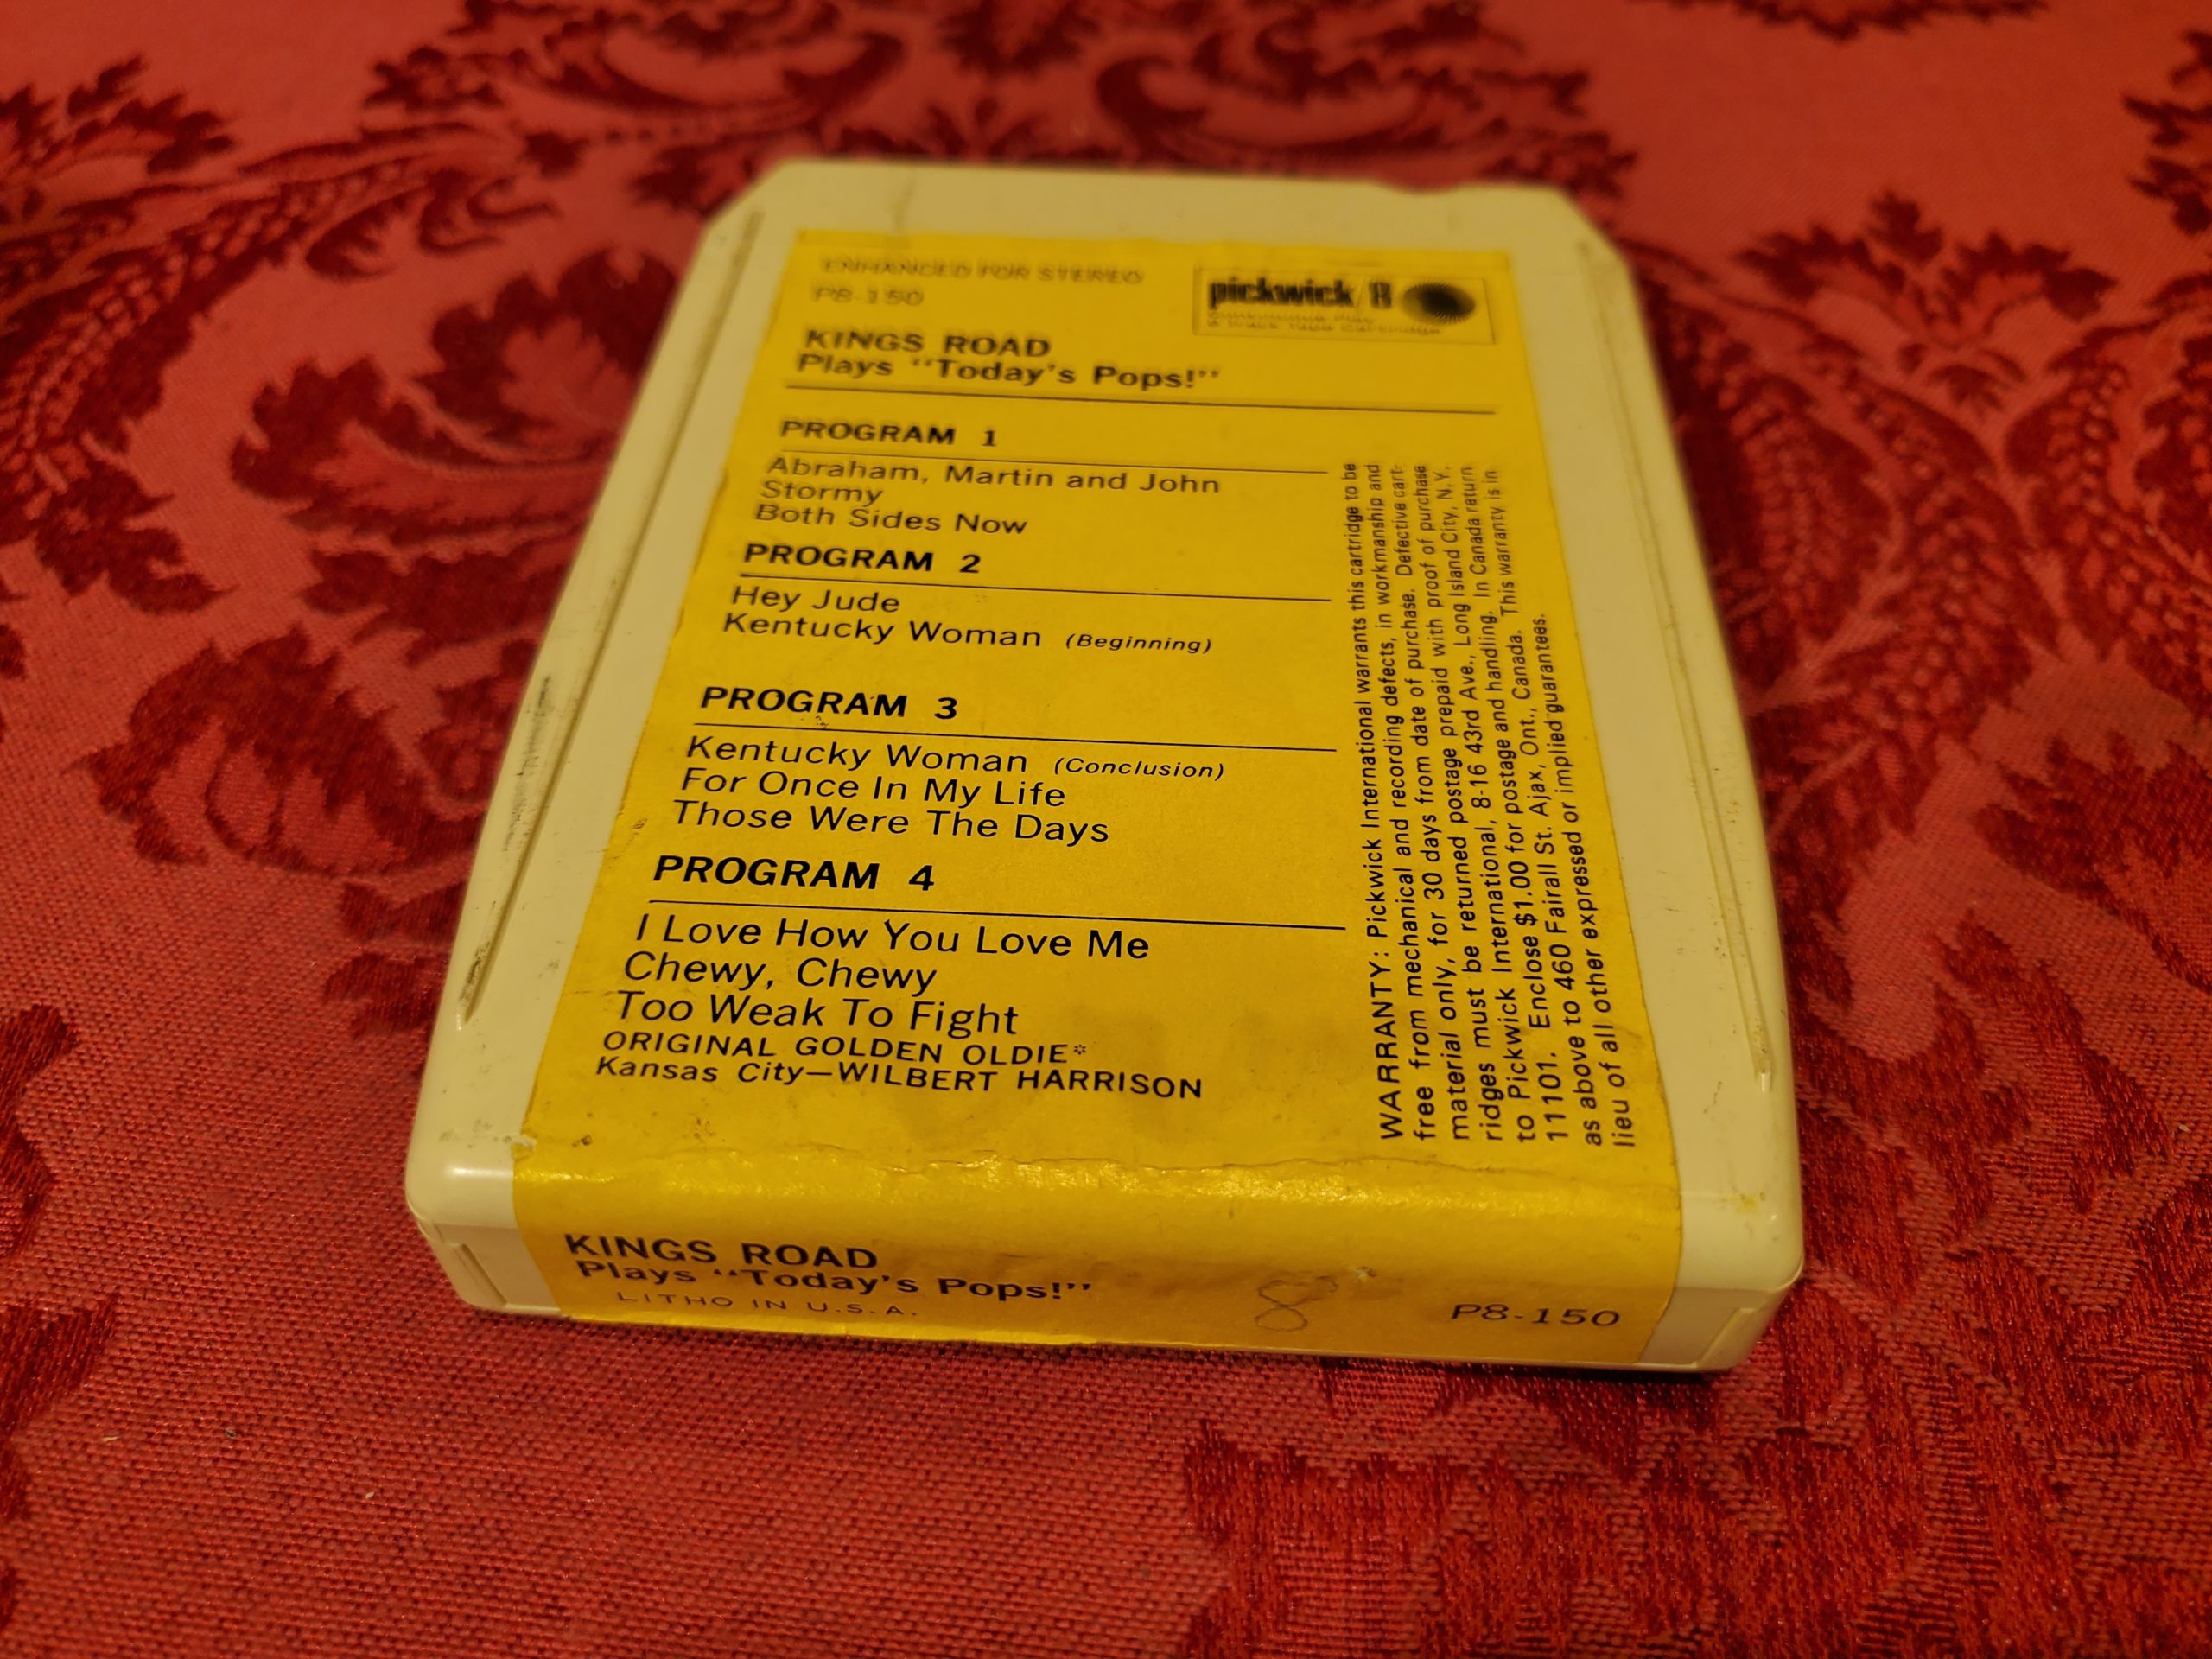 ENHANCED FOR STEREO
P8-150
pickwick/8
Continuous Play
8 Track Tape Cartridge
KINGS ROAD
Plays “Today's Pops!”
PROGRAM 1
Abraham, Martin and John
Stormy
Both Sides Now
PROGRAM 2
Hey Jude
Kentucky Woman (Beginning)
PROGRAM 3
Kentucky Woman (Conclusion)
For Once In My Life
Those Were The Days
PROGRAM 4
I Love How You Love Me
Chewy, Chewy
Too Weak To Fight
ORIGINAL GOLDEN OLDIE*
Kansas City—WILBERT HARRISON
WARRANTY: Pickwick International warrants this cartridge to be
free from mechanical and recording defects, in workmanship and
material only, for 30 days from date of purchase. Defective cart-
ridges must be returned postage prepaid with proof of purchase
to Pickwick International, 8-16 43rd Ave., Long Island City, N.Y.
11101. Enclose $1.00 for postage and handling. In Canada return
as above to 460 Fairall St. Ajax, Ont., Canada. This warranty is in
lieu of all other expressed or implied guarantees.
KINGS ROAD
Plays “Today's Pops!”
LITHO IN U.S.A.
8
P8-150